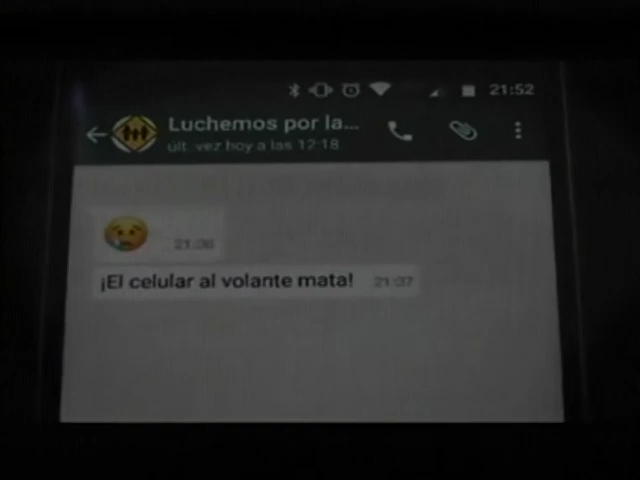 21:52
Luchemos por la...
últ. vez hoy a las 12:18
21:36
¡El celular al volante mata! 21:37